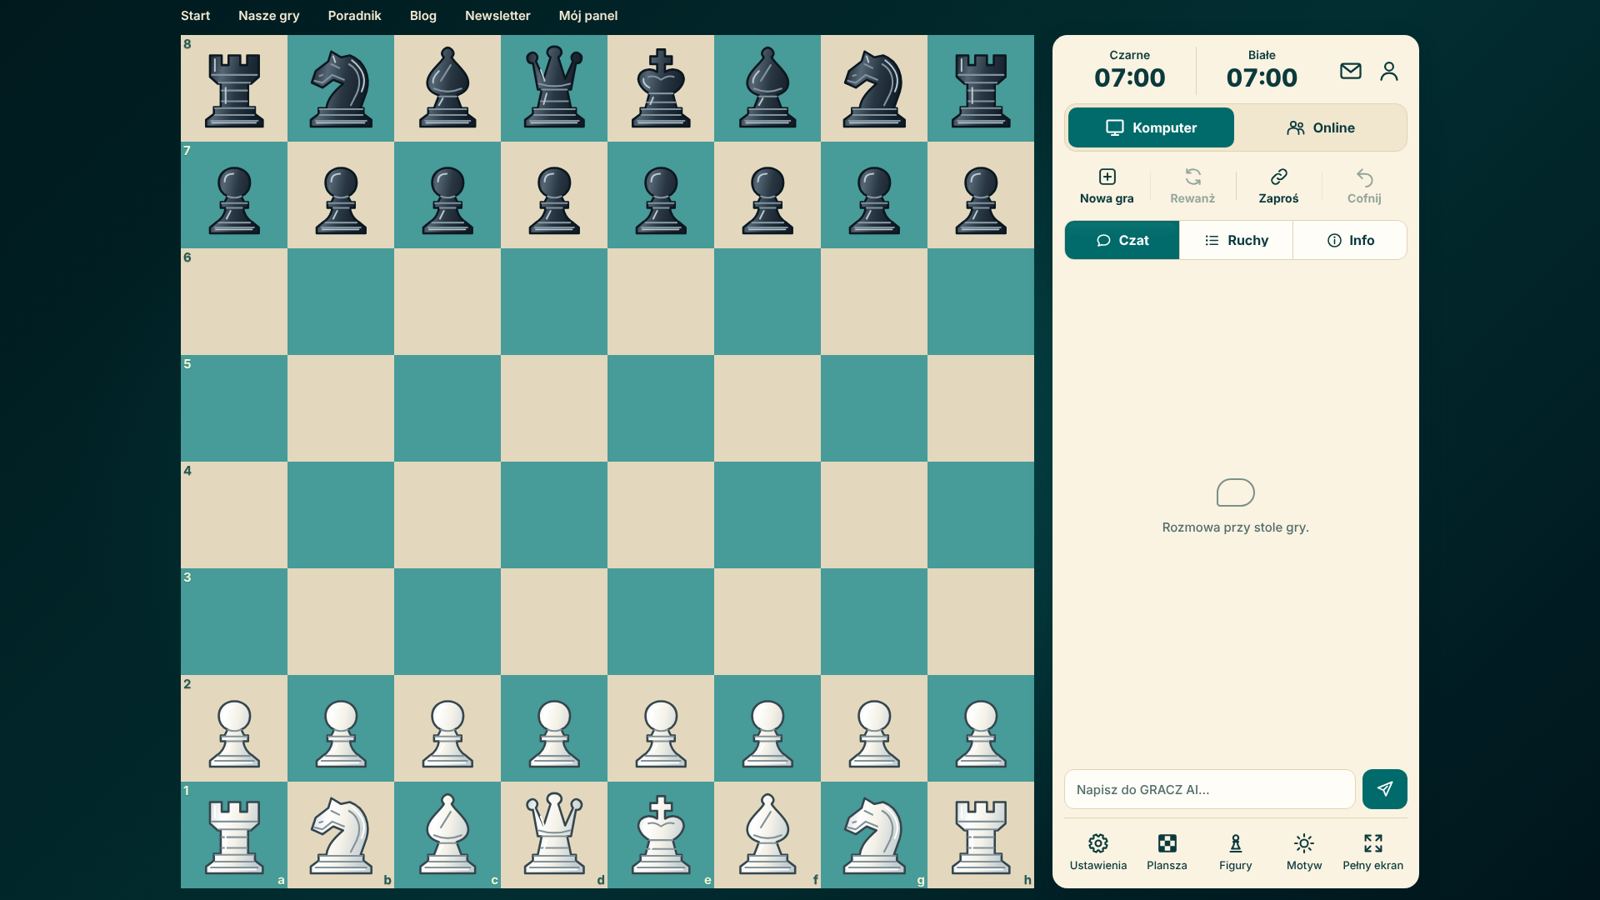 Start Nasze gry Poradnik Blog Newsletter Mój panel
8
7
6
5
4
3
2
1
a b c d e f g h
Czarne Białe
07:00 07:00
Komputer Online
Nowa gra Rewanż Zaproś Cofnij
Czat Ruchy Info
Rozmowa przy stole gry.
Napisz do GRACZ AI...
Ustawienia Plansza Figury Motyw Pełny ekran